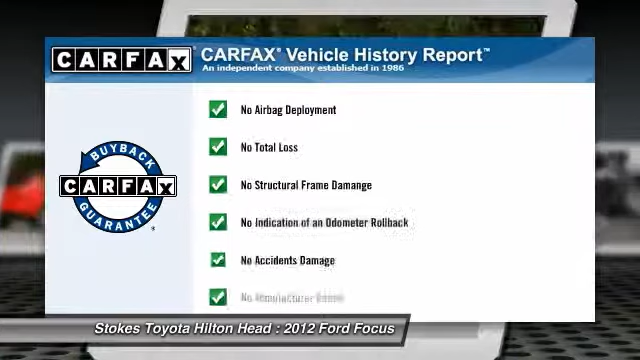 CARFAX
CARFAX® Vehicle History Report™
An independent company established in 1986
No Airbag Deployment
No Total Loss
No Structural Frame Damange
No Indication of an Odometer Rollback
No Accidents Damage
No
BUYBACK
CARFAX
GUARANTEE®
Stokes Toyota Hilton Head : 2012 Ford Focus